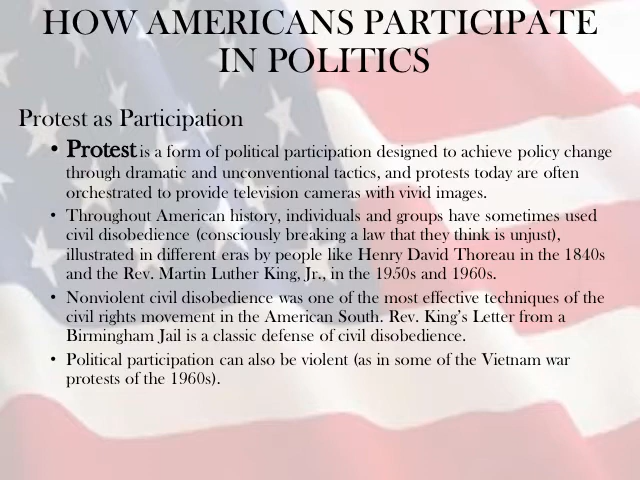 HOW AMERICANS PARTICIPATE
IN POLITICS
Protest as Participation
• Protest is a form of political participation designed to achieve policy change
through dramatic and unconventional tactics, and protests today are often
orchestrated to provide television cameras with vivid images.
• Throughout American history, individuals and groups have sometimes used
civil disobedience (consciously breaking a law that they think is unjust),
illustrated in different eras by people like Henry David Thoreau in the 1840s
and the Rev. Martin Luther King, Jr., in the 1950s and 1960s.
• Nonviolent civil disobedience was one of the most effective techniques of the
civil rights movement in the American South. Rev. King's Letter from a
Birmingham Jail is a classic defense of civil disobedience.
• Political participation can also be violent (as in some of the Vietnam war
protests of the 1960s).